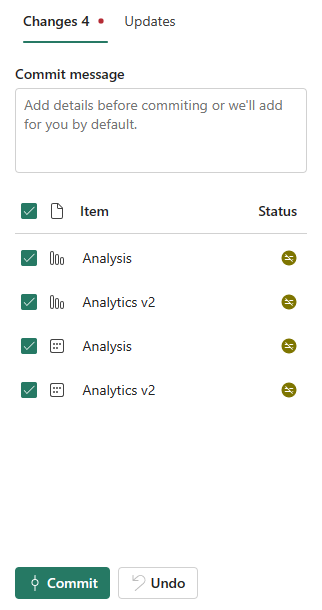 Changes 4 Updates
Commit message
Add details before commiting or we'll add
for you by default.
Item Status
Analysis
Analytics v2
Analysis
Analytics v2
Commit Undo